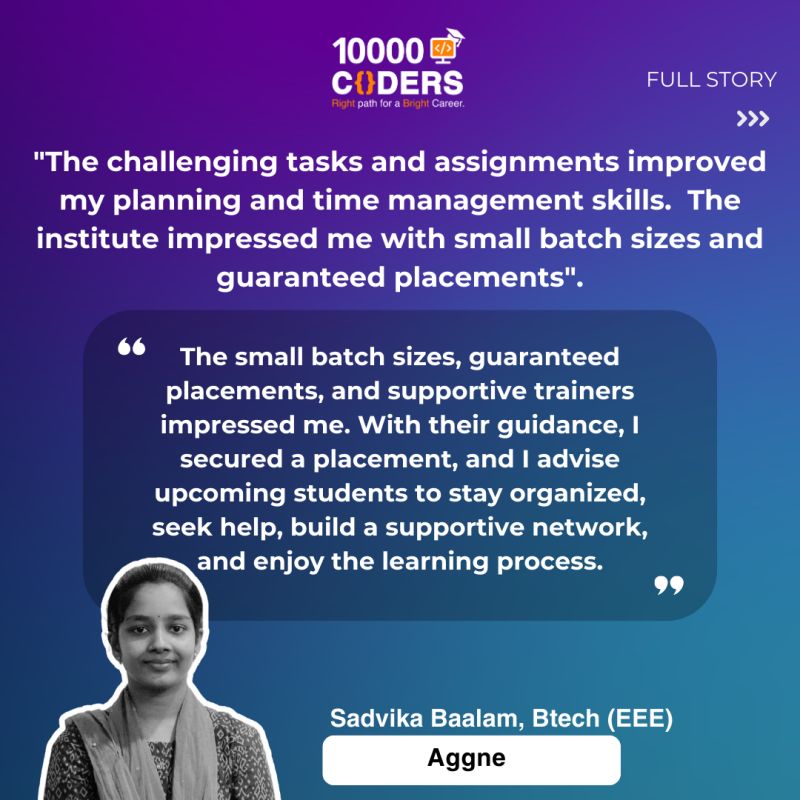 10000
C{}DERS
Right path for a Bright Career.
FULL STORY
"The challenging tasks and assignments improved
my planning and time management skills. The
institute impressed me with small batch sizes and
guaranteed placements".
“
The small batch sizes, guaranteed
placements, and supportive trainers
impressed me. With their guidance, I
secured a placement, and I advise
upcoming students to stay organized,
seek help, build a supportive network,
and enjoy the learning process.
”
Sadvika Baalam, Btech (EEE)
Aggne